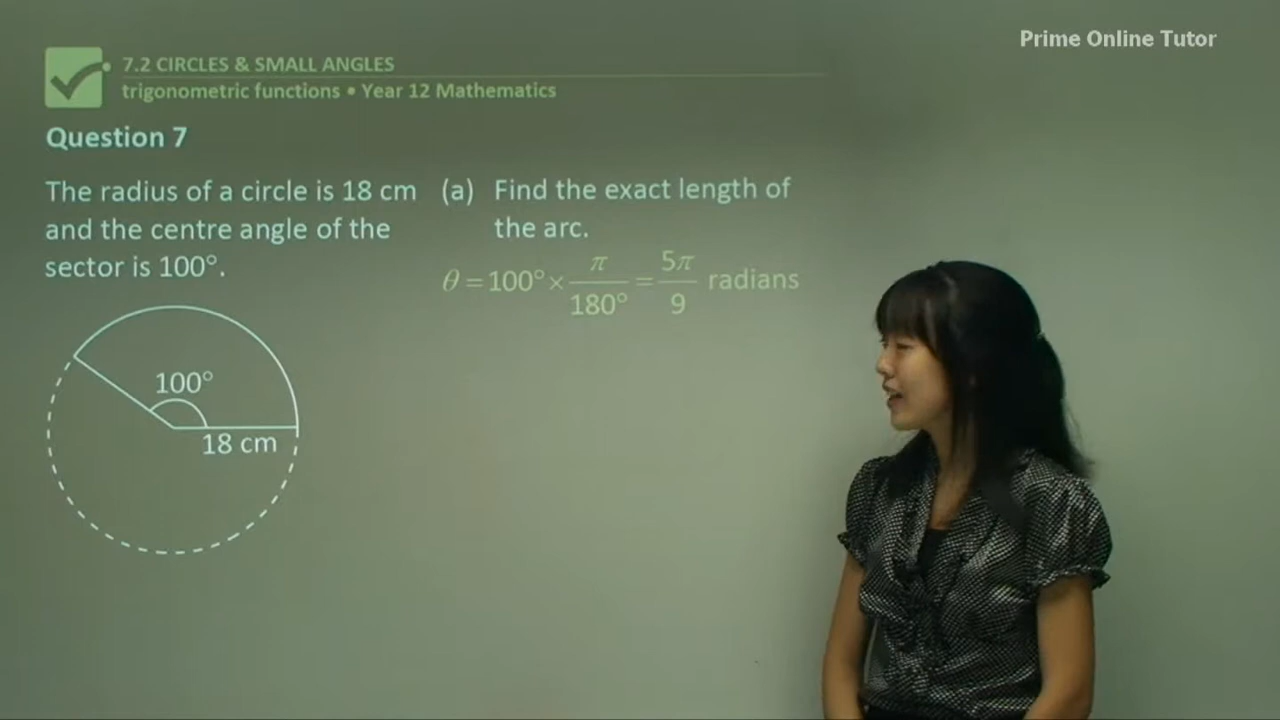 Prime Online Tutor
7.2 CIRCLES & SMALL ANGLES
trigonometric functions • Year 12 Mathematics
Question 7
The radius of a circle is 18 cm
and the centre angle of the
sector is 100°.
100°
18 cm
(a) Find the exact length of
the arc.
θ = 100° × π/180° = 5π/9 radians